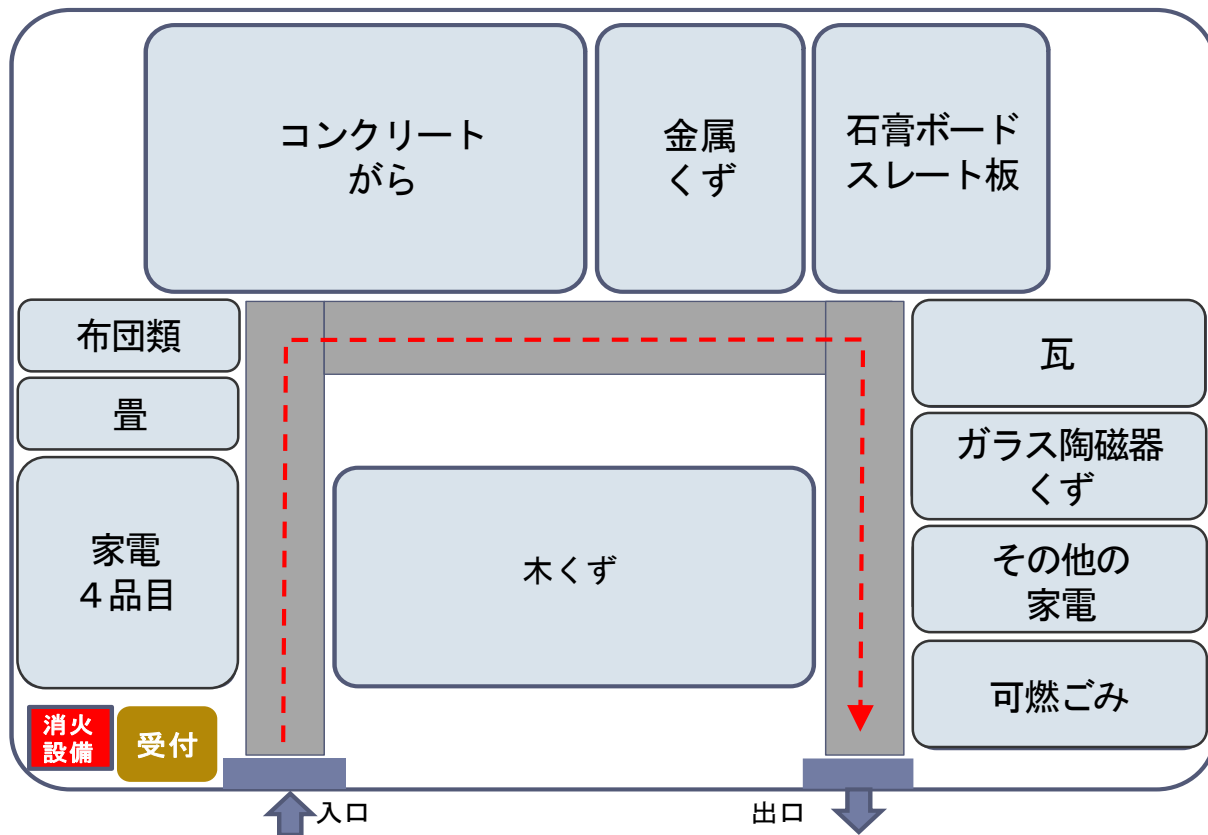 コンクリート
がら
金属
くず
石膏ボード
スレート板
布団類
畳
家電
４品目
木くず
瓦
ガラス陶磁器
くず
その他の
家電
可燃ごみ
消火
設備
受付
入口
出口